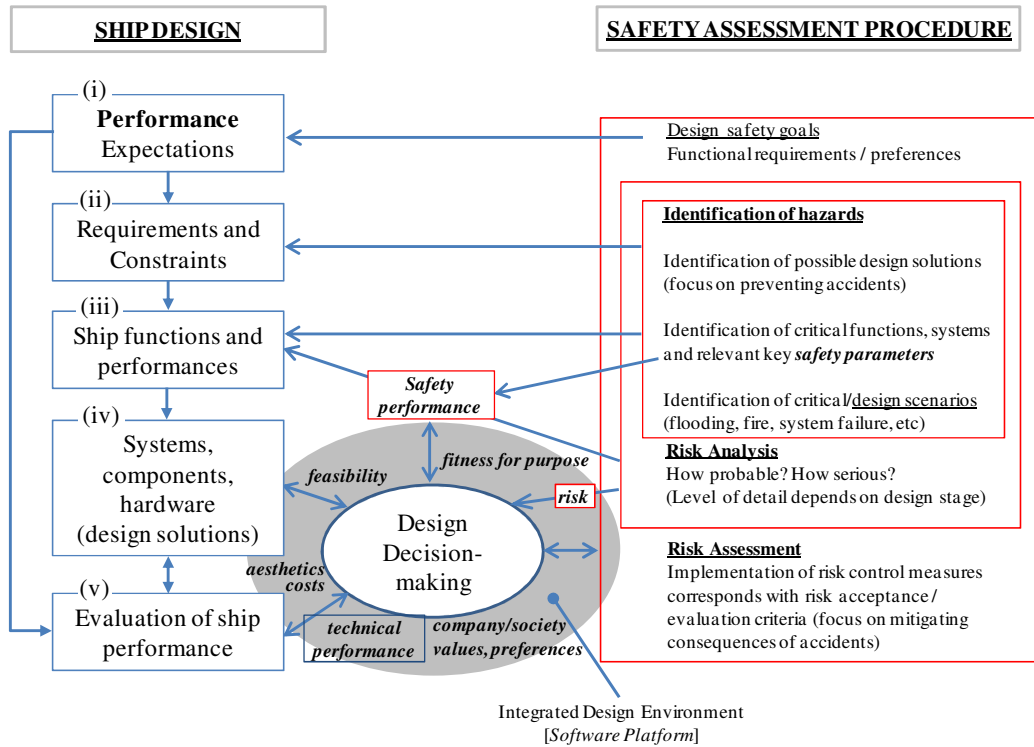 SHIP DESIGN
SAFETY ASSESSMENT PROCEDURE
(i)
Performance
Expectations
(ii)
Requirements and
Constraints
(iii)
Ship functions and
performances
(iv)
Systems,
components,
hardware
(design solutions)
(v)
Evaluation of ship
performance
Safety
performance
feasibility
fitness for purpose
risk
Design
Decision-
making
aesthetics
costs
technical
performance
company/society
values, preferences
Design safety goals
Functional requirements / preferences
Identification of hazards
Identification of possible design solutions
(focus on preventing accidents)
Identification of critical functions, systems
and relevant key safety parameters
Identification of critical/design scenarios
(flooding, fire, system failure, etc)
Risk Analysis
How probable? How serious?
(Level of detail depends on design stage)
Risk Assessment
Implementation of risk control measures
corresponds with risk acceptance /
evaluation criteria (focus on mitigating
consequences of accidents)
Integrated Design Environment
[Software Platform]